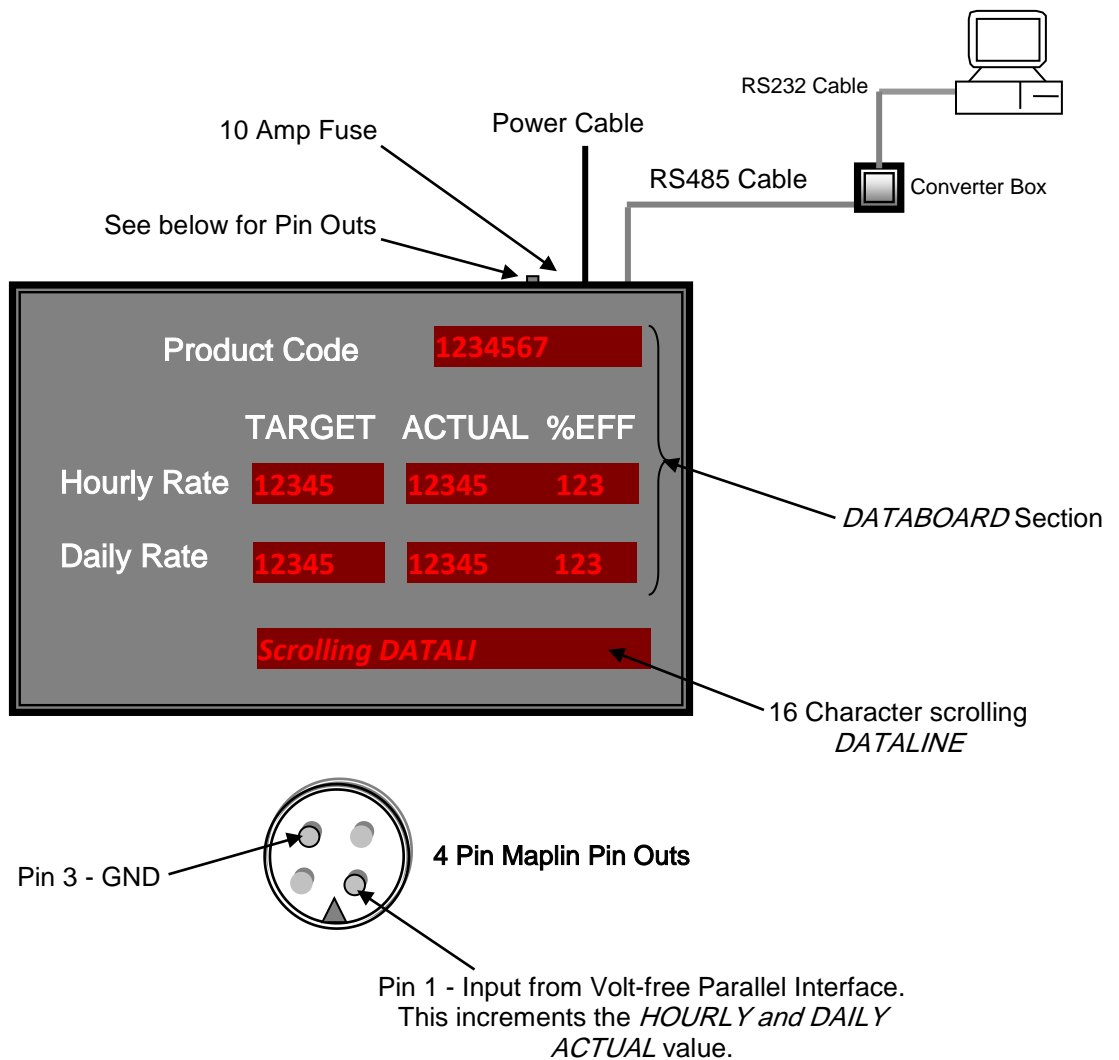 RS232 Cable
10 Amp Fuse
Power Cable
RS485 Cable
Converter Box
See below for Pin Outs
Product Code 1234567
TARGET ACTUAL %EFF
Hourly Rate 12345 12345 123
DATABOARD Section
Daily Rate 12345 12345 123
Scrolling DATALI
16 Character scrolling
DATALINE
4 Pin Maplin Pin Outs
Pin 3 - GND
Pin 1 - Input from Volt-free Parallel Interface.
This increments the HOURLY and DAILY
ACTUAL value.